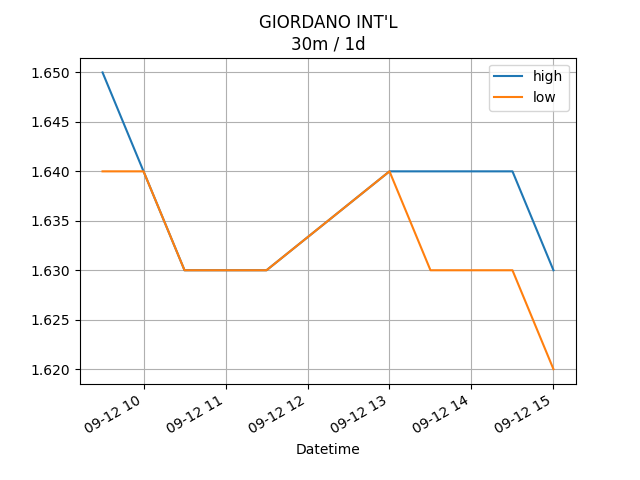 GIORDANO INT'L
30m / 1d
high
low
1.650
1.645
1.640
1.635
1.630
1.625
1.620
09-12 10
09-12 11
09-12 12
09-12 13
09-12 14
09-12 15
Datetime